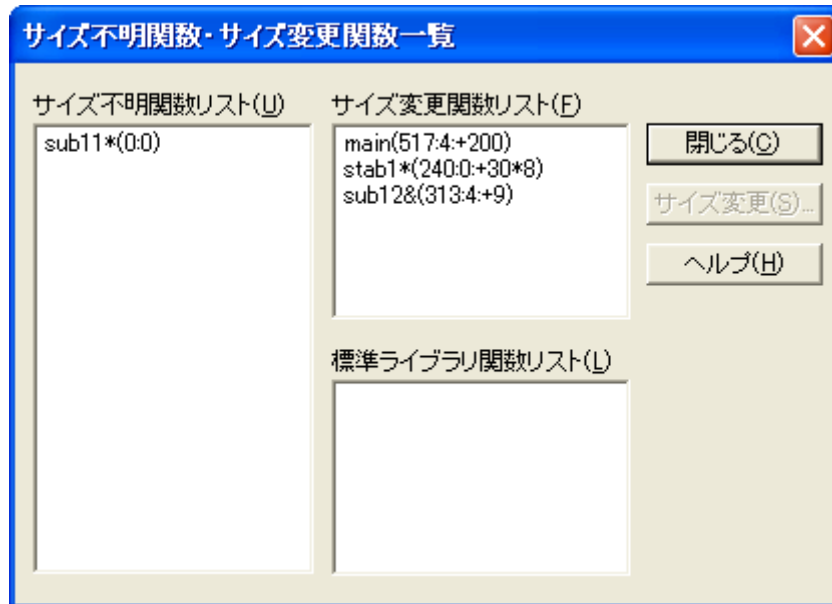 サイズ不明関数・サイズ変更関数一覧
サイズ不明関数リスト(U)
sub11*(0:0)
サイズ変更関数リスト(F)
main(517:4:+200)
stab1*(240:0:+30*8)
sub12&(313:4:+9)
標準ライブラリ関数リスト(L)
閉じる(C)
サイズ変更(S)...
ヘルプ(H)